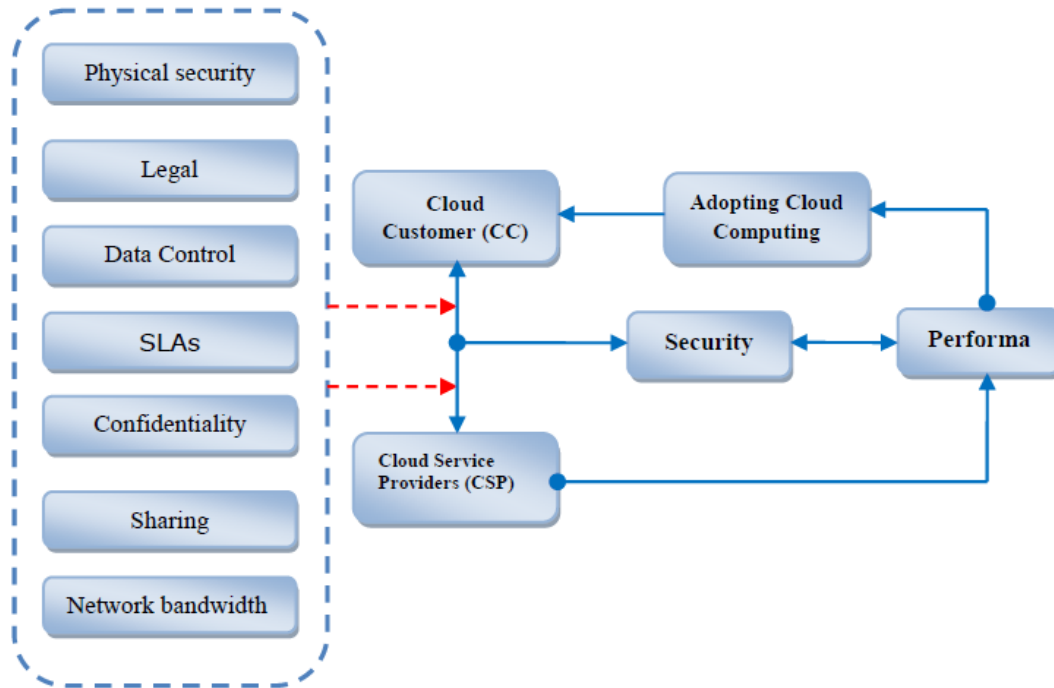 Physical security
Legal
Data Control
SLAs
Confidentiality
Sharing
Network bandwidth
Cloud
Customer (CC)
Adopting Cloud
Computing
Security
Performa
Cloud Service
Providers (CSP)